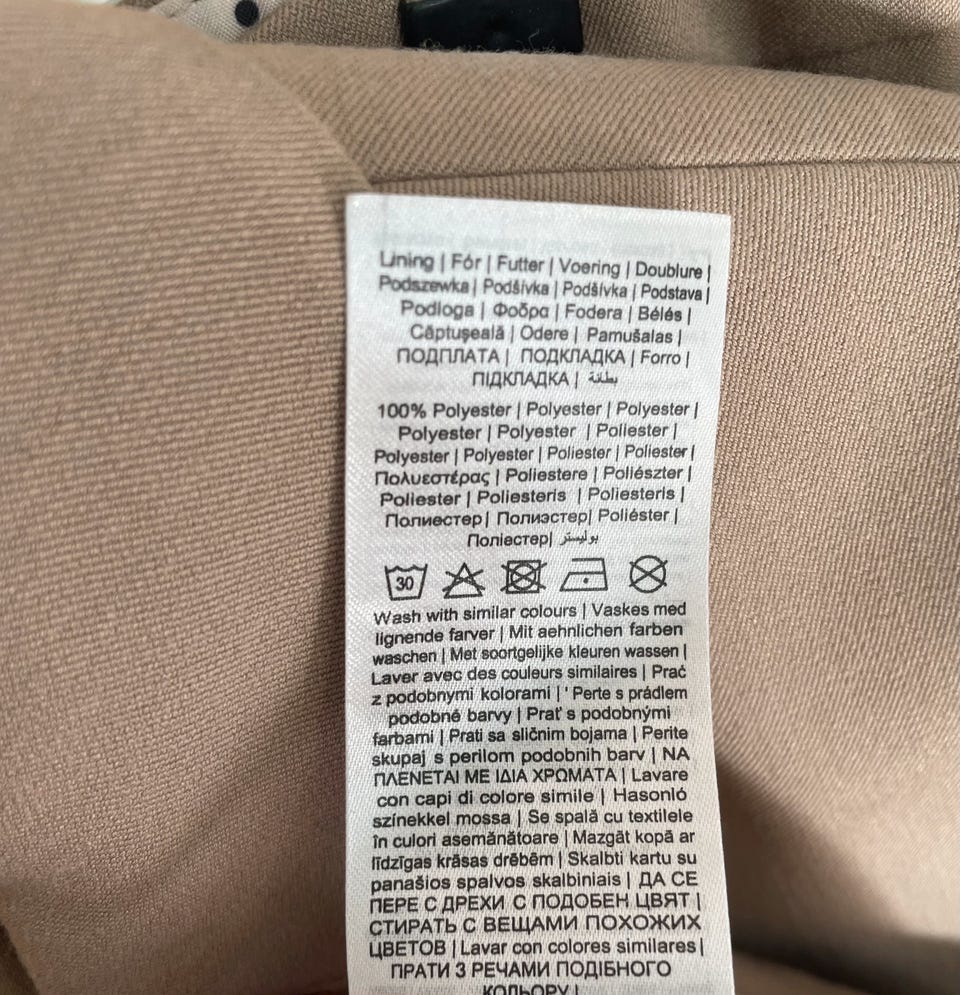 Lining | Fór | Futter | Voering | Doublure |
Podszewka | Podšívka | Podšívka | Podstava |
Podloga | Φοδρα | Fodera | Bélés |
Căptuşeală | Odere | Pamušalas |
ПОДПЛАТА | ПОДКЛАДКА | Forro |
ПІДКЛАДКА | بطانة
100% Polyester | Polyester | Polyester |
Polyester | Polyester | Poliester |
Polyester | Polyester | Poliester | Poliester |
Πολυεστέρας | Poliestere | Poliészter |
Poliester | Poliesteris | Poliesteris |
Полиестер| Полиэстер| Poliéster |
Поліестер| بوليستر
30
Wash with similar colours | Vaskes med
lignende farver | Mit aehnlichen farben
waschen | Met soortgelijke kleuren wassen |
Laver avec des couleurs similaires | Prać
z podobnymi kolorami | ' Perte s prádlem
podobné barvy | Prať s podobnými
farbami | Prati sa sličnim bojama | Perite
skupaj s perilom podobnih barv | ΝΑ
ΠΛΕΝΕΤΑΙ ΜΕ ΙΔΙΑ ΧΡΩΜΑΤΑ | Lavare
con capi di colore simile | Hasonló
színekkel mossa | Se spală cu textilele
în culori asemănătoare | Mazgāt kopā ar
līdzīgas krāsas drēbēm | Skalbti kartu su
panašios spalvos skalbiniais | ДА СЕ
ПЕРЕ С ДРЕХИ С ПОДОБЕН ЦВЯТ |
СТИРАТЬ С ВЕЩАМИ ПОХОЖИХ
ЦВЕТОВ | Lavar con colores similares |
ПРАТИ З РЕЧАМИ ПОДІБНОГО
КОЛЬОРУ |